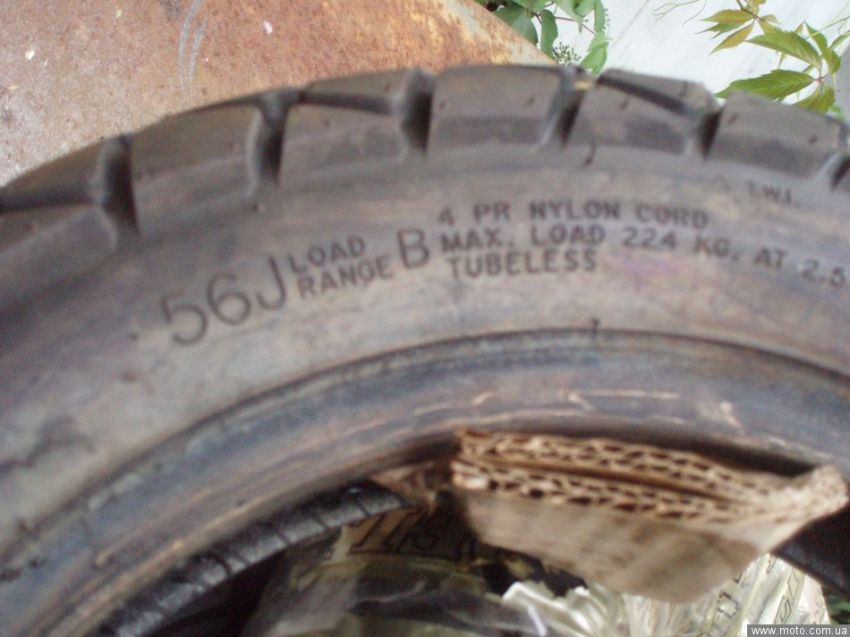 56J LOAD RANGE B
4 PR NYLON CORD
MAX. LOAD 224 KG. AT 2.5
TUBELESS
TWI
www.moto.com.ua